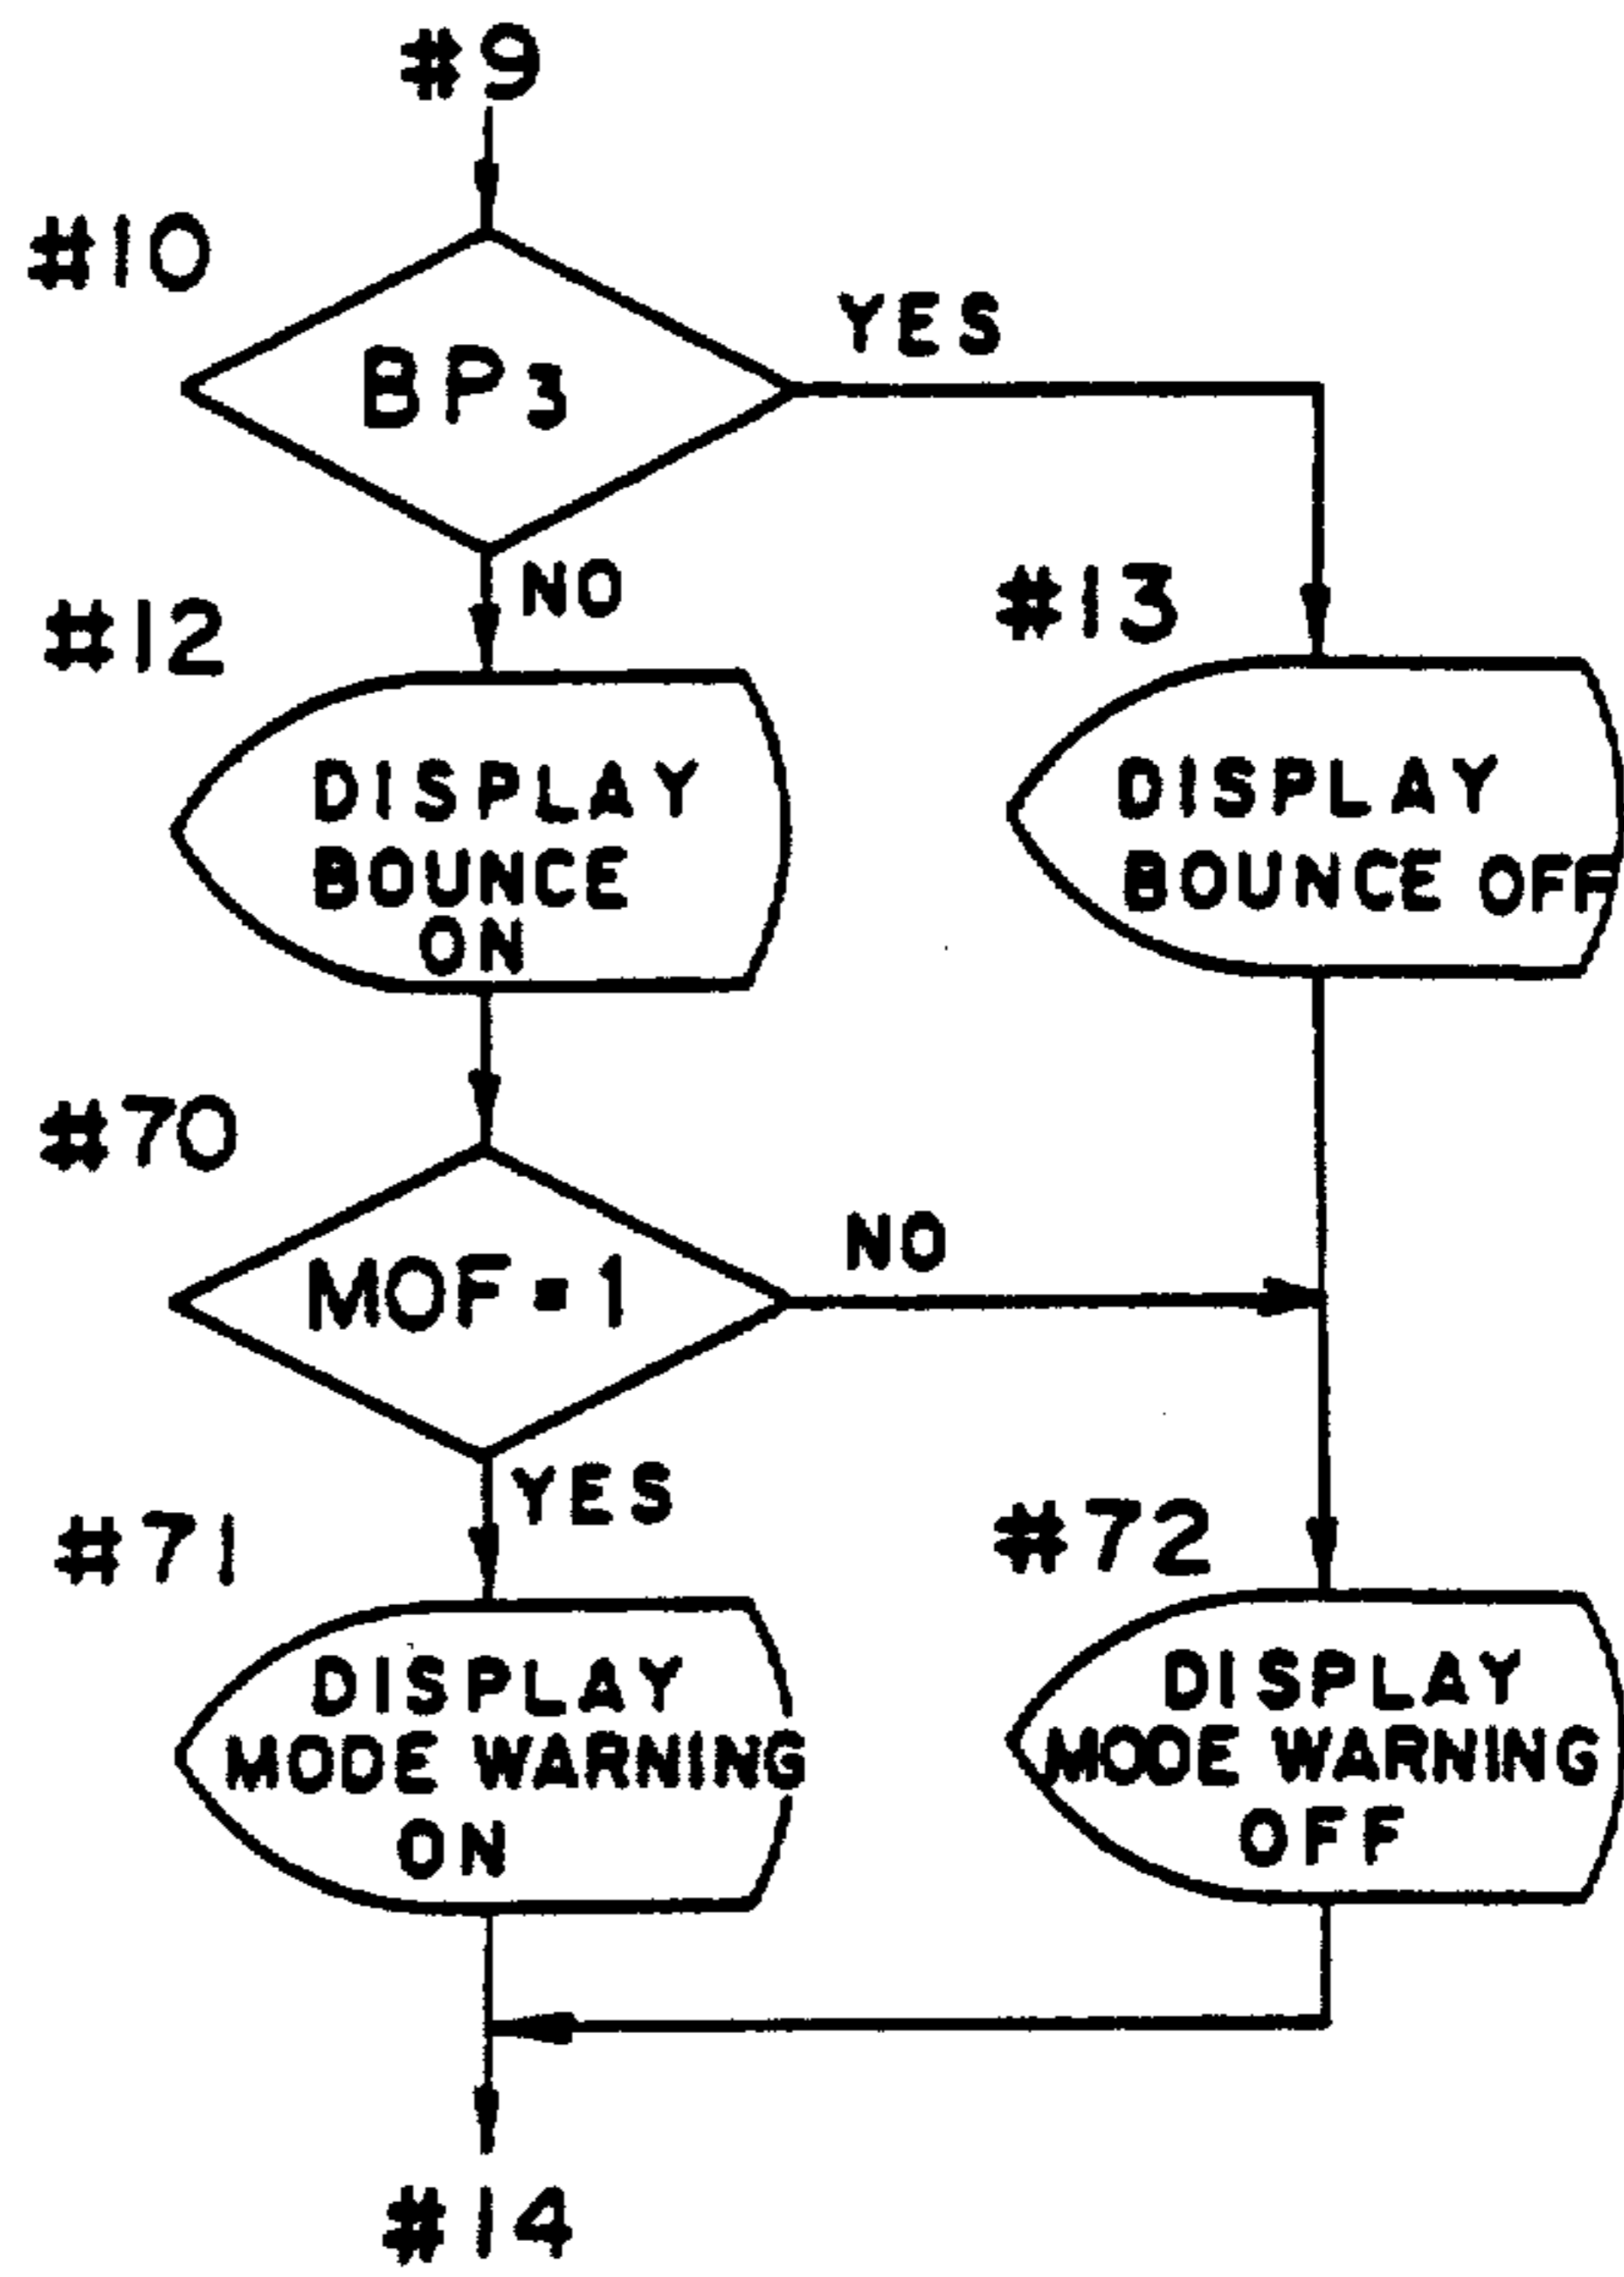 #9
#10
YES
BP3
NO
#12
#13
DISPLAY
BOUNCE
ON
DISPLAY
BOUNCE OFF
#70
NO
MOF=1
YES
#71
#72
DISPLAY
MODE WARNING
ON
DISPLAY
MODE WARNING
OFF
#14